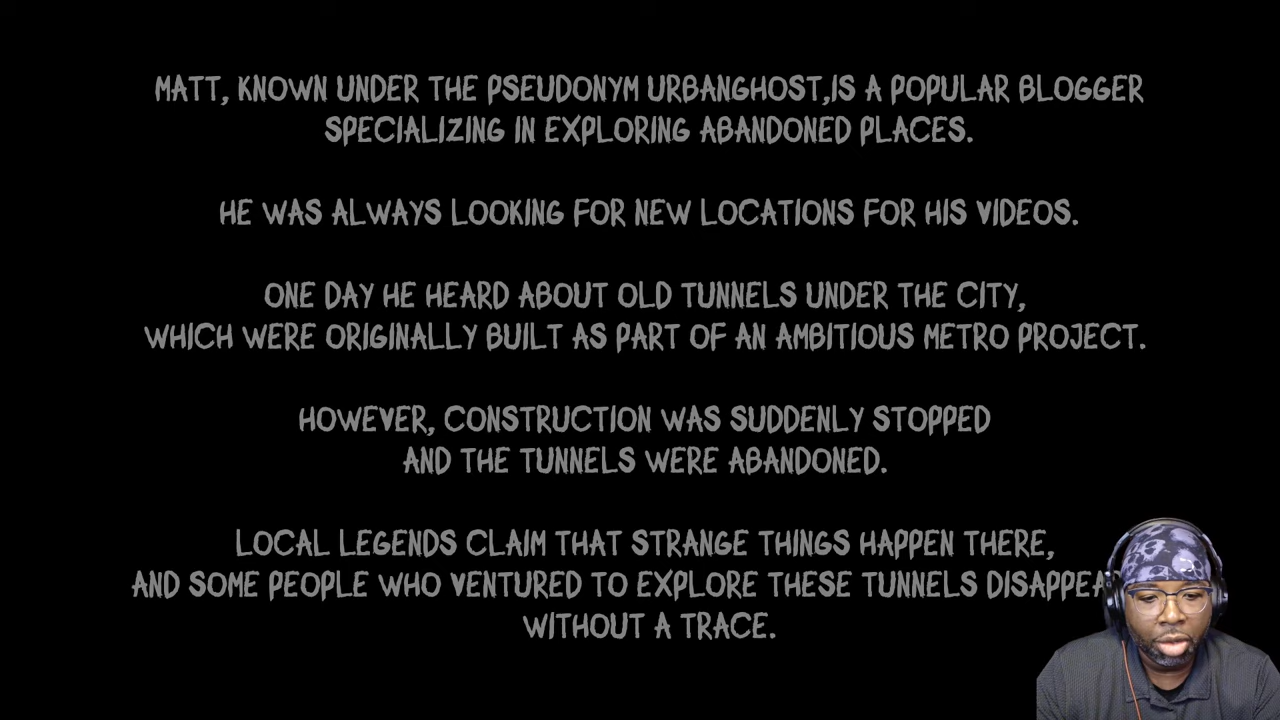 MATT, KNOWN UNDER THE PSEUDONYM URBANGHOST,IS A POPULAR BLOGGER
SPECIALIZING IN EXPLORING ABANDONED PLACES.
HE WAS ALWAYS LOOKING FOR NEW LOCATIONS FOR HIS VIDEOS.
ONE DAY HE HEARD ABOUT OLD TUNNELS UNDER THE CITY,
WHICH WERE ORIGINALLY BUILT AS PART OF AN AMBITIOUS METRO PROJECT.
HOWEVER, CONSTRUCTION WAS SUDDENLY STOPPED
AND THE TUNNELS WERE ABANDONED.
LOCAL LEGENDS CLAIM THAT STRANGE THINGS HAPPEN THERE,
AND SOME PEOPLE WHO VENTURED TO EXPLORE THESE TUNNELS
WITHOUT A TRACE.